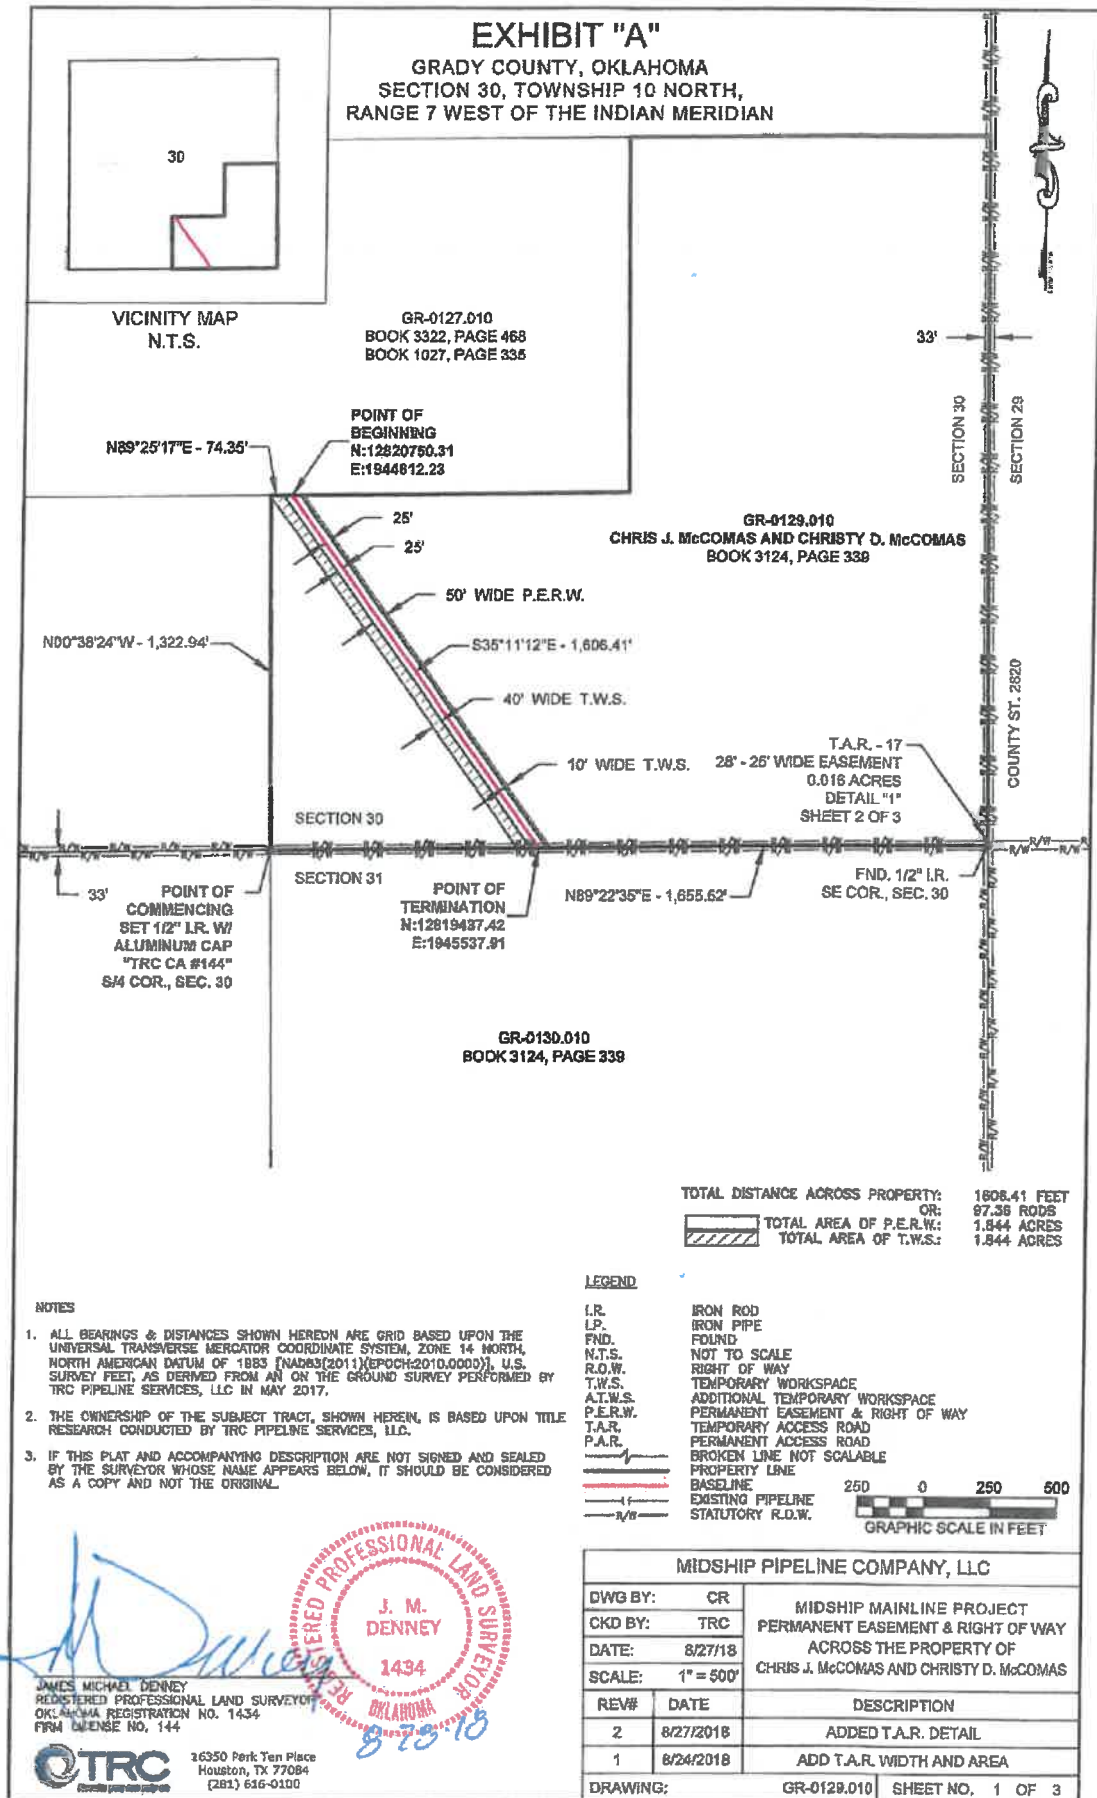 EXHIBIT "A"
GRADY COUNTY, OKLAHOMA
SECTION 30, TOWNSHIP 10 NORTH,
RANGE 7 WEST OF THE INDIAN MERIDIAN
30
VICINITY MAP
N.T.S.
GR-0127.010
BOOK 3322, PAGE 468
BOOK 1027, PAGE 335
33'
SECTION 30
SECTION 29
POINT OF
BEGINNING
N:12820750.31
E:1944612.23
N89°25'17"E - 74.35'
25'
25'
GR-0129.010
CHRIS J. McCOMAS AND CHRISTY D. McCOMAS
BOOK 3124, PAGE 339
50' WIDE P.E.R.W.
N00°38'24"W - 1,322.94'
S35°11'12"E - 1,606.41'
40' WIDE T.W.S.
10' WIDE T.W.S.
COUNTY ST. 2820
T.A.R. - 17
28' - 25' WIDE EASEMENT
0.016 ACRES
DETAIL "1"
SHEET 2 OF 3
SECTION 30
SECTION 31
33'
POINT OF
COMMENCING
SET 1/2" I.R. W/
ALUMINUM CAP
"TRC CA #144"
S/4 COR., SEC. 30
POINT OF
TERMINATION
N:12819437.42
E:1945537.91
N89°22'35"E - 1,655.62'
FND. 1/2" I.R.
SE COR., SEC. 30
GR-0130.010
BOOK 3124, PAGE 339
TOTAL DISTANCE ACROSS PROPERTY: 1606.41 FEET
OR: 97.36 RODS
TOTAL AREA OF P.E.R.W.: 1.844 ACRES
TOTAL AREA OF T.W.S.: 1.844 ACRES
NOTES
1. ALL BEARINGS & DISTANCES SHOWN HEREON ARE GRID BASED UPON THE
UNIVERSAL TRANSVERSE MERCATOR COORDINATE SYSTEM, ZONE 14 NORTH,
NORTH AMERICAN DATUM OF 1983 [NAD83(2011)(EPOCH:2010.0000)], U.S.
SURVEY FEET, AS DERIVED FROM AN ON THE GROUND SURVEY PERFORMED BY
TRC PIPELINE SERVICES, LLC IN MAY 2017.
2. THE OWNERSHIP OF THE SUBJECT TRACT, SHOWN HEREIN, IS BASED UPON TITLE
RESEARCH CONDUCTED BY TRC PIPELINE SERVICES, LLC.
3. IF THIS PLAT AND ACCOMPANYING DESCRIPTION ARE NOT SIGNED AND SEALED
BY THE SURVEYOR WHOSE NAME APPEARS BELOW, IT SHOULD BE CONSIDERED
AS A COPY AND NOT THE ORIGINAL.
LEGEND
I.R. IRON ROD
I.P. IRON PIPE
FND. FOUND
N.T.S. NOT TO SCALE
R.O.W. RIGHT OF WAY
T.W.S. TEMPORARY WORKSPACE
A.T.W.S. ADDITIONAL TEMPORARY WORKSPACE
P.E.R.W. PERMANENT EASEMENT & RIGHT OF WAY
T.A.R. TEMPORARY ACCESS ROAD
P.A.R. PERMANENT ACCESS ROAD
BROKEN LINE NOT SCALABLE
PROPERTY LINE
BASELINE
EXISTING PIPELINE
R/W STATUTORY R.O.W.
250 0 250 500
GRAPHIC SCALE IN FEET
REGISTERED PROFESSIONAL LAND SURVEYOR
J. M.
DENNEY
1434
OKLAHOMA
8-28-18
JAMES MICHAEL DENNEY
REGISTERED PROFESSIONAL LAND SURVEYOR
OKLAHOMA REGISTRATION NO. 1434
FIRM LICENSE NO. 144
TRC
16350 Park Ten Place
Houston, TX 77084
(281) 616-0100
MIDSHIP PIPELINE COMPANY, LLC
DWG BY: CR
CKD BY: TRC
DATE: 8/27/18
SCALE: 1" = 500'
MIDSHIP MAINLINE PROJECT
PERMANENT EASEMENT & RIGHT OF WAY
ACROSS THE PROPERTY OF
CHRIS J. McCOMAS AND CHRISTY D. McCOMAS
REV# DATE DESCRIPTION
2 8/27/2018 ADDED T.A.R. DETAIL
1 8/24/2018 ADD T.A.R. WIDTH AND AREA
DRAWING: GR-0129.010 SHEET NO. 1 OF 3